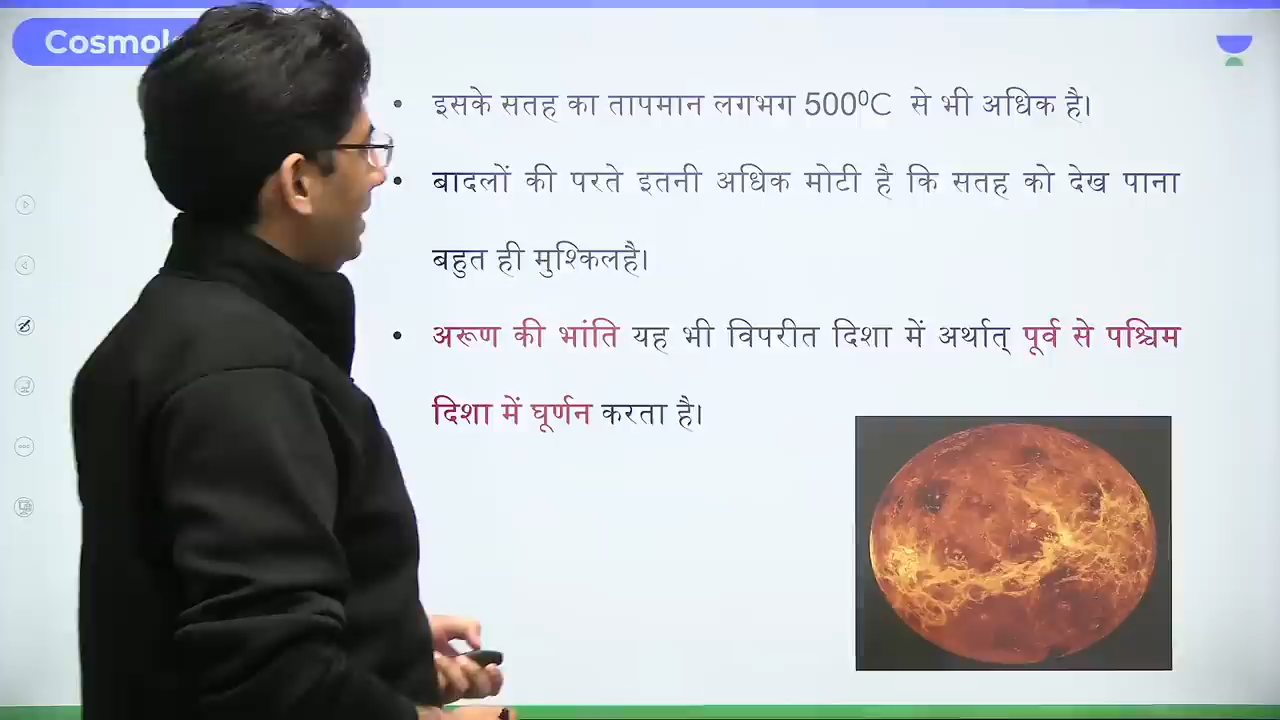 Cosmol
• इसके सतह का तापमान लगभग 500⁰C से भी अधिक है।
• बादलों की परते इतनी अधिक मोटी है कि सतह को देख पाना
बहुत ही मुश्किलहै।
• अरूण की भांति यह भी विपरीत दिशा में अर्थात् पूर्व से पश्चिम
दिशा में घूर्णन करता है।